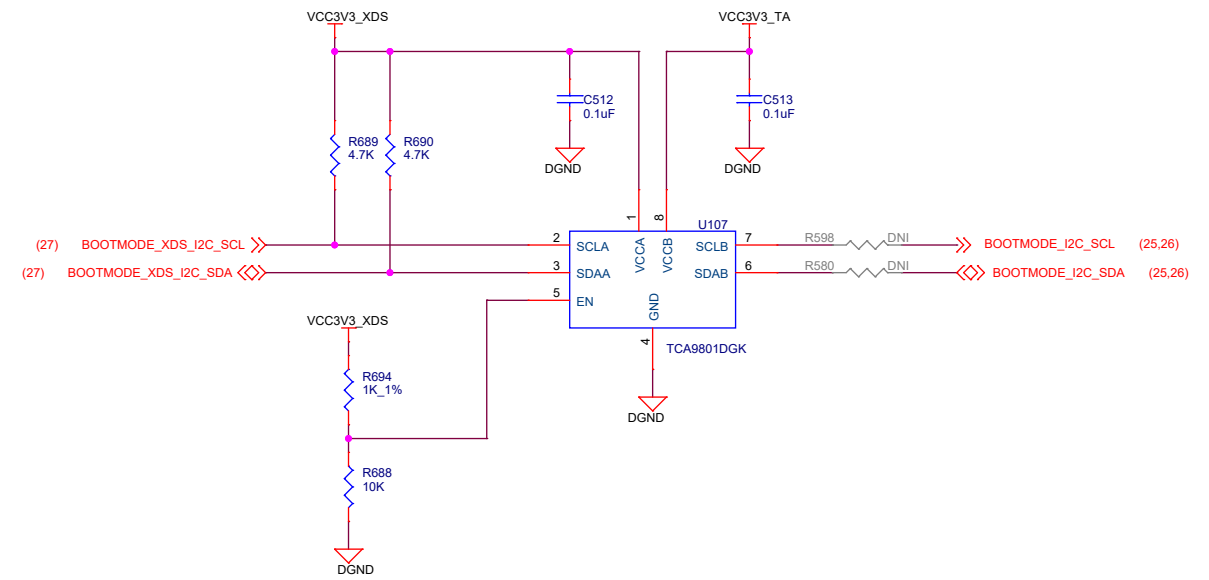 VCC3V3_XDS
VCC3V3_TA
C512
0.1uF
C513
0.1uF
R689
4.7K
R690
4.7K
DGND
DGND
1
8
U107
(27) BOOTMODE_XDS_I2C_SCL
2
SCLA
VCCA
VCCB
SCLB
7
R598
DNI
BOOTMODE_I2C_SCL (25,26)
(27) BOOTMODE_XDS_I2C_SDA
3
SDAA
SDAB
6
R580
DNI
BOOTMODE_I2C_SDA (25,26)
5
EN
GND
VCC3V3_XDS
4
TCA9801DGK
R694
1K_1%
DGND
R688
10K
DGND